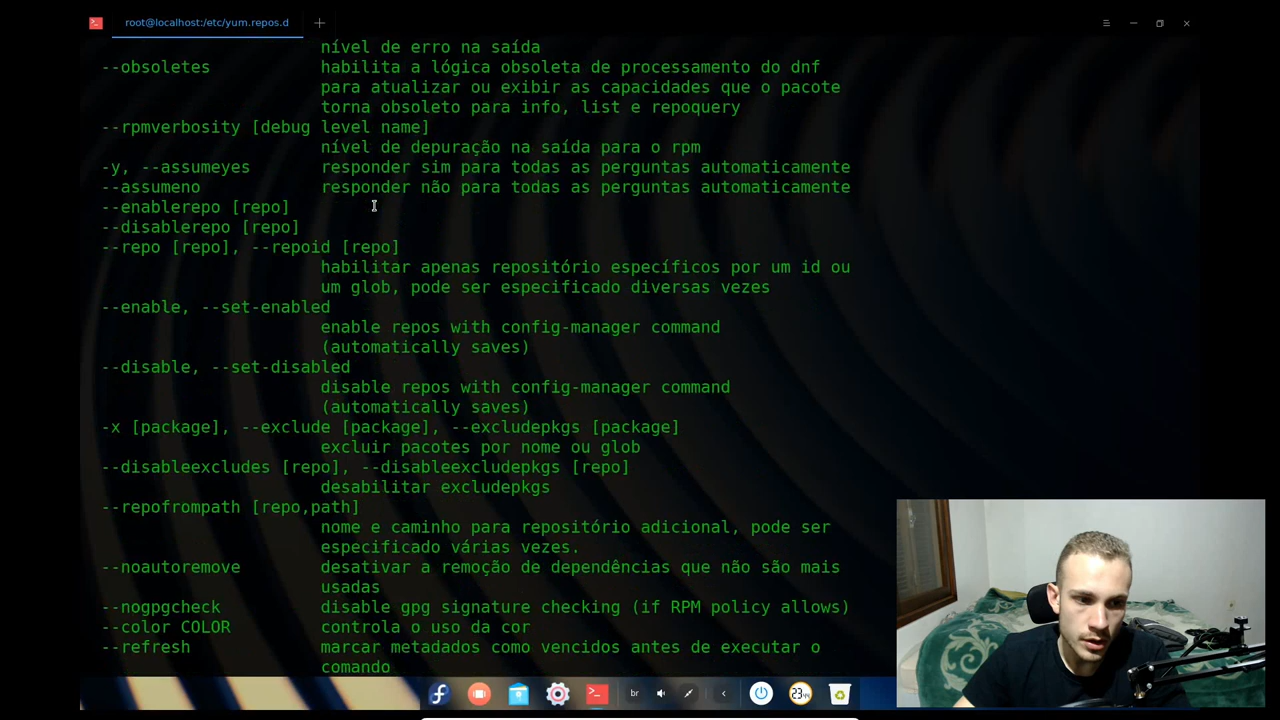 root@localhost:/etc/yum.repos.d
nível de erro na saída
--obsoletes habilita a lógica obsoleta de processamento do dnf
para atualizar ou exibir as capacidades que o pacote
torna obsoleto para info, list e repoquery
--rpmverbosity [debug level name]
nível de depuração na saída para o rpm
-y, --assumeyes responder sim para todas as perguntas automaticamente
--assumeno responder não para todas as perguntas automaticamente
--enablerepo [repo]
--disablerepo [repo]
--repo [repo], --repoid [repo]
habilitar apenas repositório específicos por um id ou
um glob, pode ser especificado diversas vezes
--enable, --set-enabled
enable repos with config-manager command
(automatically saves)
--disable, --set-disabled
disable repos with config-manager command
(automatically saves)
-x [package], --exclude [package], --excludepkgs [package]
excluir pacotes por nome ou glob
--disableexcludes [repo], --disableexcludepkgs [repo]
desabilitar excludepkgs
--repofrompath [repo,path]
nome e caminho para repositório adicional, pode ser
especificado várias vezes.
--noautoremove desativar a remoção de dependências que não são mais
usadas
--nogpgcheck disable gpg signature checking (if RPM policy allows)
--color COLOR controla o uso da cor
--refresh marcar metadados como vencidos antes de executar o
comando
br
23